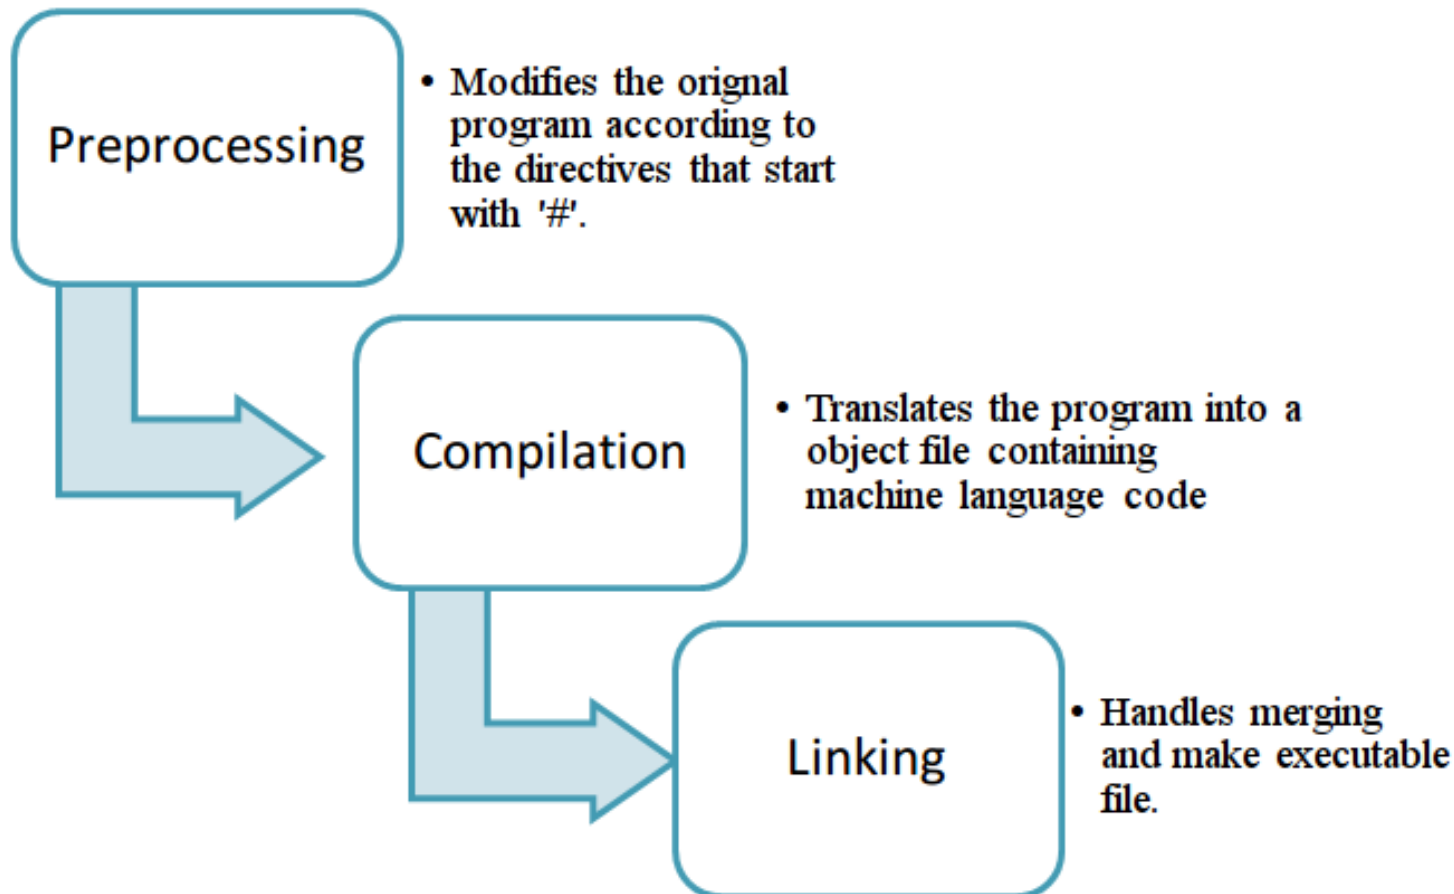 Preprocessing
• Modifies the orignal
program according to
the directives that start
with '#'.
Compilation
• Translates the program into a
object file containing
machine language code
Linking
• Handles merging
and make executable
file.